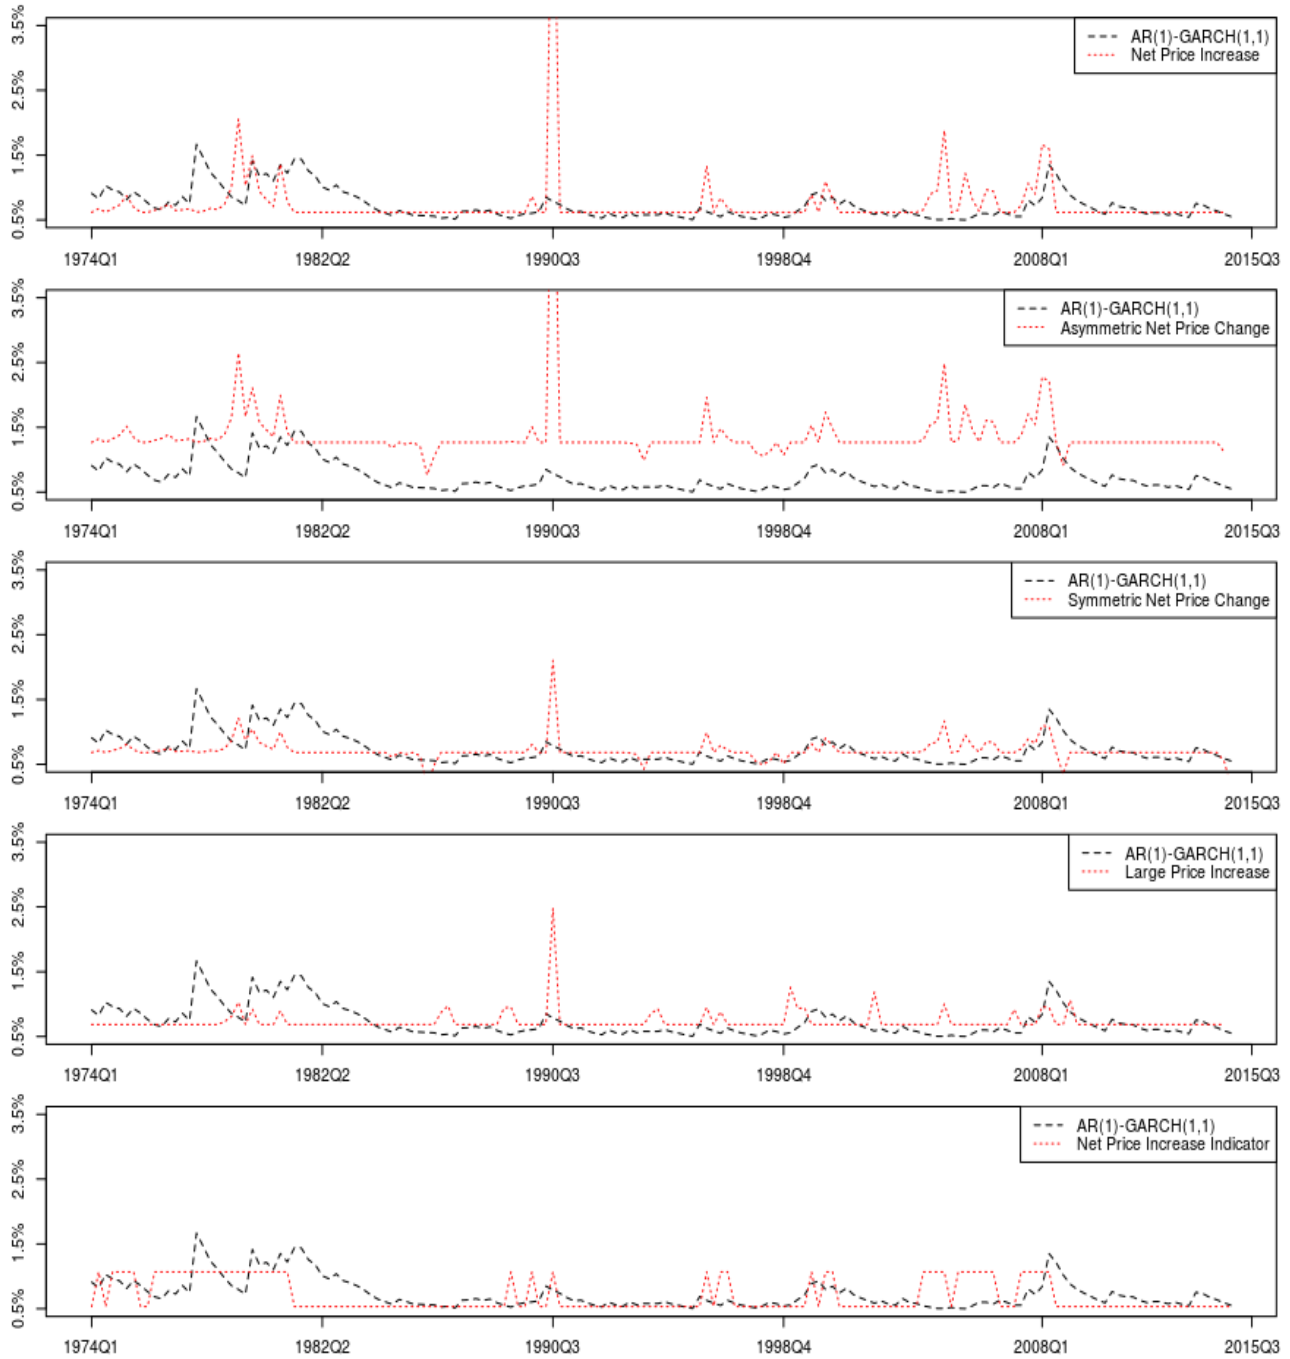 3.5%
2.5%
1.5%
0.5%
AR(1)-GARCH(1,1)
Net Price Increase
1974Q1 1982Q2 1990Q3 1998Q4 2008Q1 2015Q3
3.5%
2.5%
1.5%
0.5%
AR(1)-GARCH(1,1)
Asymmetric Net Price Change
1974Q1 1982Q2 1990Q3 1998Q4 2008Q1 2015Q3
3.5%
2.5%
1.5%
0.5%
AR(1)-GARCH(1,1)
Symmetric Net Price Change
1974Q1 1982Q2 1990Q3 1998Q4 2008Q1 2015Q3
3.5%
2.5%
1.5%
0.5%
AR(1)-GARCH(1,1)
Large Price Increase
1974Q1 1982Q2 1990Q3 1998Q4 2008Q1 2015Q3
3.5%
2.5%
1.5%
0.5%
AR(1)-GARCH(1,1)
Net Price Increase Indicator
1974Q1 1982Q2 1990Q3 1998Q4 2008Q1 2015Q3